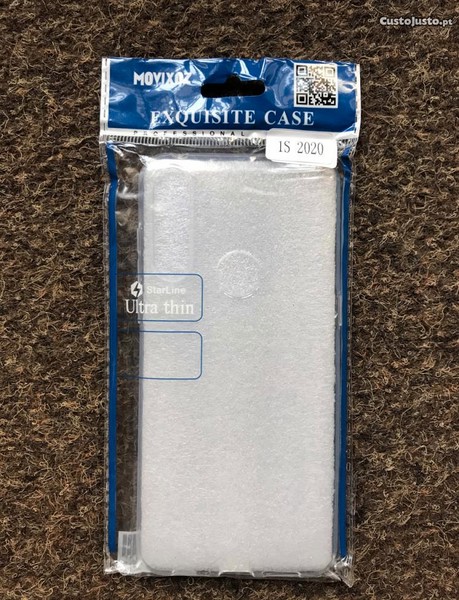 CustoJusto.pt
MOVIXOZ
EXQUISITE CASE
PROFESSIONAL
1S 2020
StarLine
Ultra thin